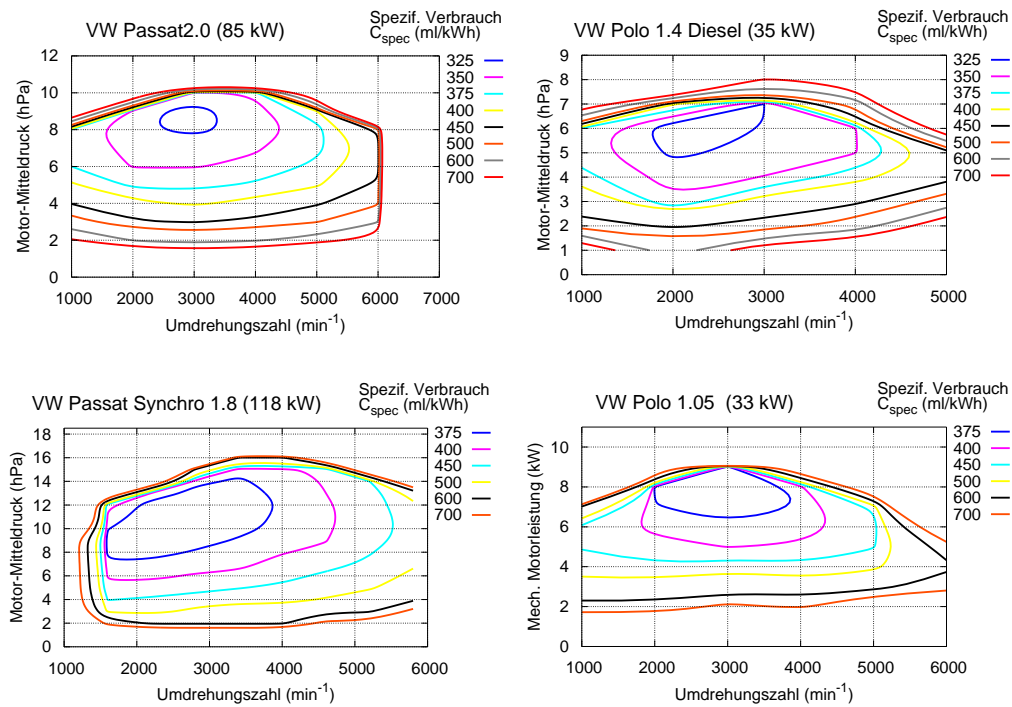 VW Passat2.0 (85 kW)
Spezif. Verbrauch
C_spec (ml/kWh)
325
350
375
400
450
500
600
700
Motor-Mitteldruck (hPa)
12
10
8
6
4
2
0
1000 2000 3000 4000 5000 6000 7000
Umdrehungszahl (min⁻¹)
VW Polo 1.4 Diesel (35 kW)
Spezif. Verbrauch
C_spec (ml/kWh)
325
350
375
400
450
500
600
700
Motor-Mitteldruck (hPa)
9
8
7
6
5
4
3
2
1
0
1000 2000 3000 4000 5000
Umdrehungszahl (min⁻¹)
VW Passat Synchro 1.8 (118 kW)
Spezif. Verbrauch
C_spec (ml/kWh)
375
400
450
500
600
700
Motor-Mitteldruck (hPa)
18
16
14
12
10
8
6
4
2
0
1000 2000 3000 4000 5000 6000
Umdrehungszahl (min⁻¹)
VW Polo 1.05 (33 kW)
Spezif. Verbrauch
C_spec (ml/kWh)
375
400
450
500
600
700
Mech. Motorleistung (kW)
10
8
6
4
2
0
1000 2000 3000 4000 5000 6000
Umdrehungszahl (min⁻¹)